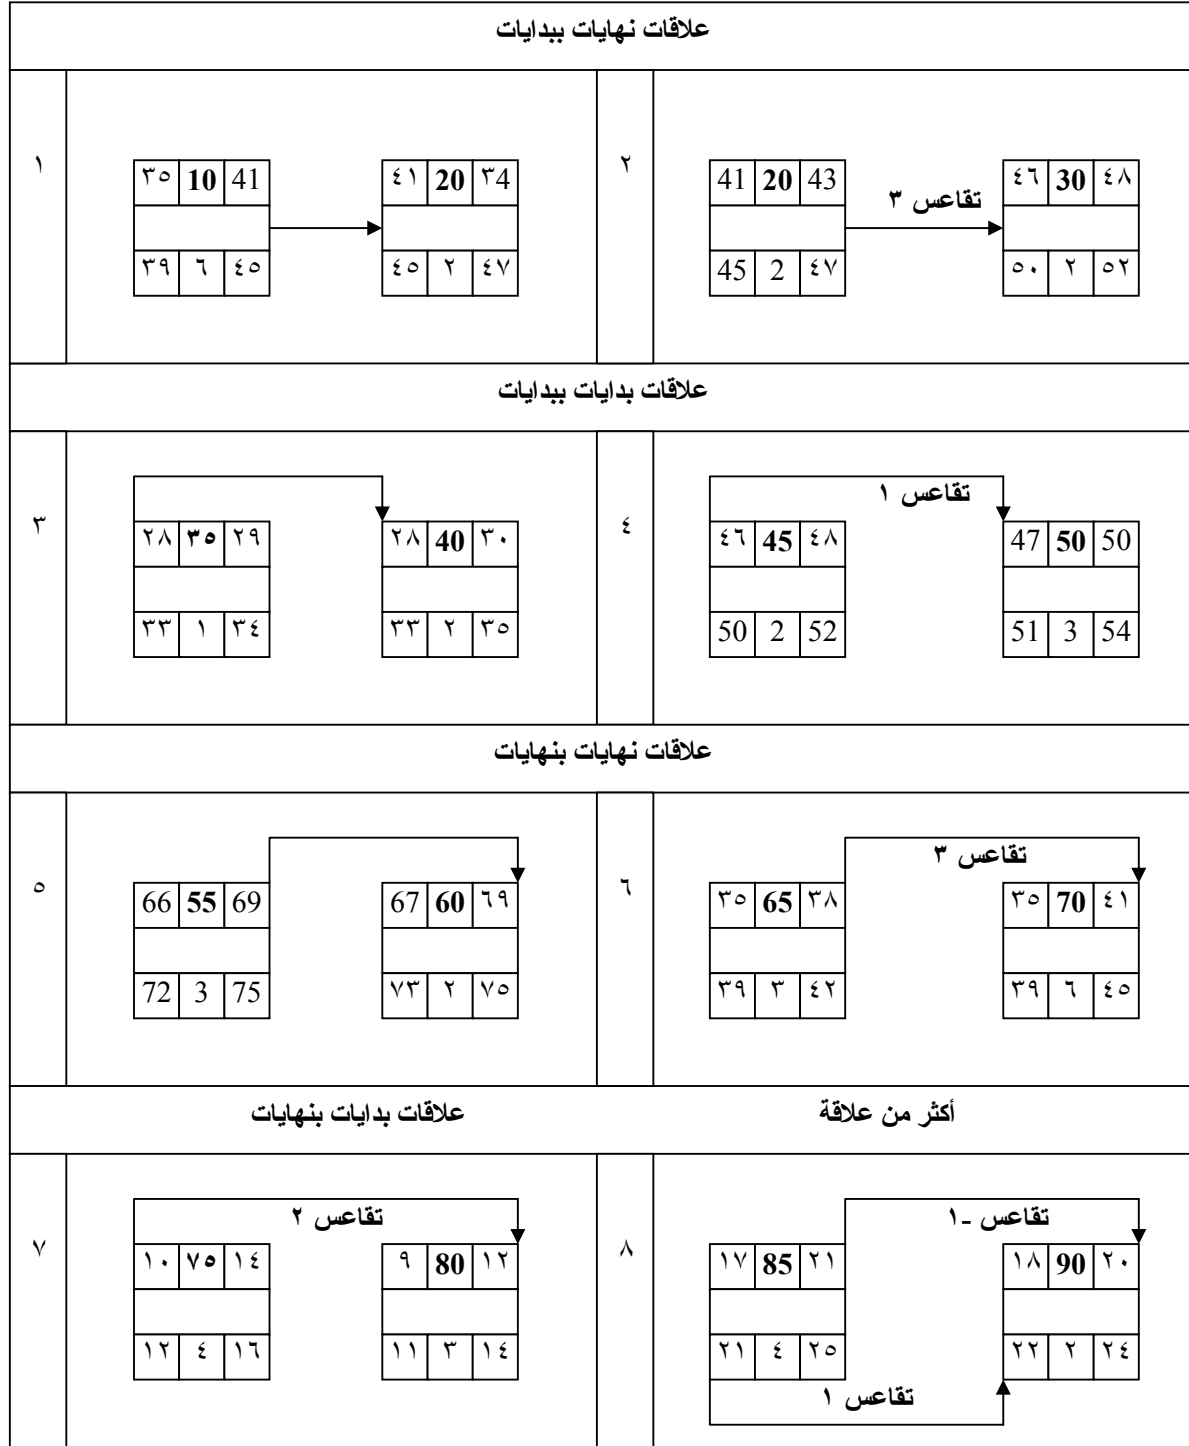 علاقات نهايات ببدايات
١
٣٥ 10 41
٣٩ ٦ ٤٥
٤١ 20 ٣4
٤٥ ٢ ٤٧
٢
41 20 43
45 2 ٤٧
تقاعس ٣
٤٦ 30 ٤٨
٥٠ ٢ ٥٢
علاقات بدايات ببدايات
٣
٢٨ ٣٥ ٢٩
٣٣ ١ ٣٤
٢٨ 40 ٣٠
٣٣ ٢ ٣٥
٤
تقاعس ١
٤٦ 45 ٤٨
50 2 52
47 50 50
51 3 54
علاقات نهايات بنهايات
٥
66 55 69
72 3 75
67 60 ٦٩
٧٣ ٢ ٧٥
٦
تقاعس ٣
٣٥ 65 ٣٨
٣٩ ٣ ٤٢
٣٥ 70 ٤١
٣٩ ٦ ٤٥
علاقات بدايات بنهايات
أكثر من علاقة
٧
تقاعس ٢
١٠ ٧٥ ١٤
١٢ ٤ ١٦
٩ 80 ١٢
١١ ٣ ١٤
٨
تقاعس -١
١٧ 85 ٢١
٢١ ٤ ٢٥
١٨ 90 ٢٠
٢٢ ٢ ٢٤
تقاعس ١